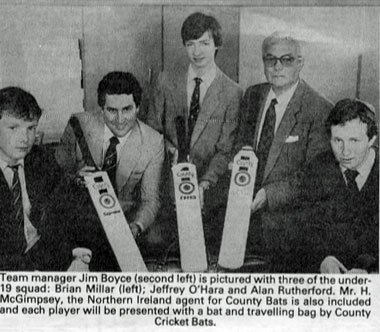 Team manager Jim Boyce (second left) is pictured with three of the under-
19 squad: Brian Millar (left); Jeffrey O'Hara and Alan Rutherford. Mr. H.
McGimpsey, the Northern Ireland agent for County Bats is also included
and each player will be presented with a bat and travelling bag by County
Cricket Bats.